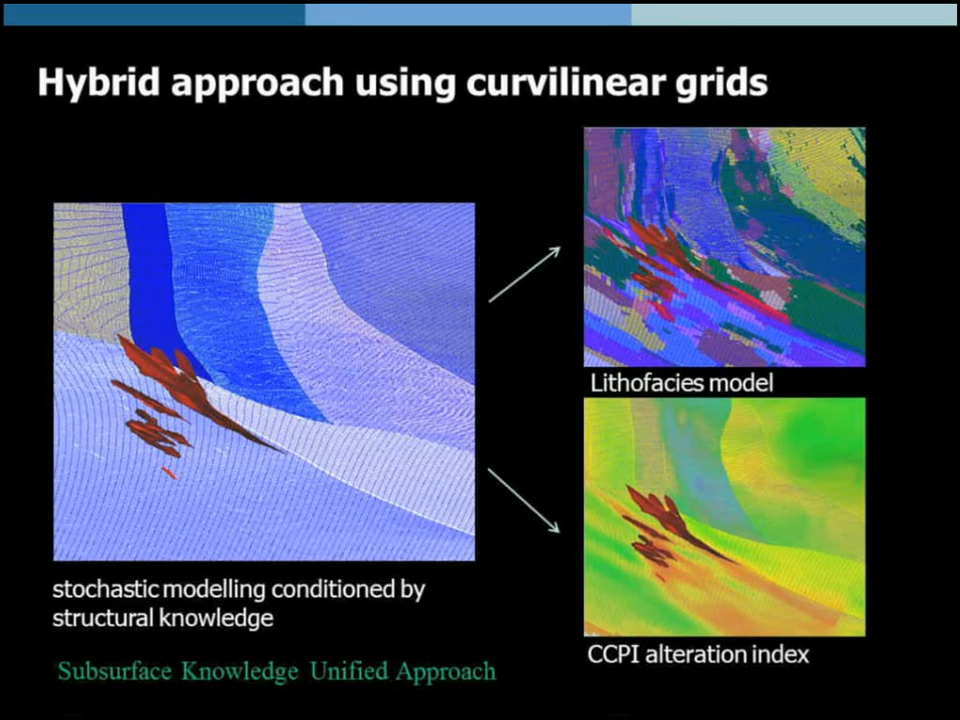 Hybrid approach using curvilinear grids
Lithofacies model
stochastic modelling conditioned by
structural knowledge
CCPI alteration index
Subsurface Knowledge Unified Approach